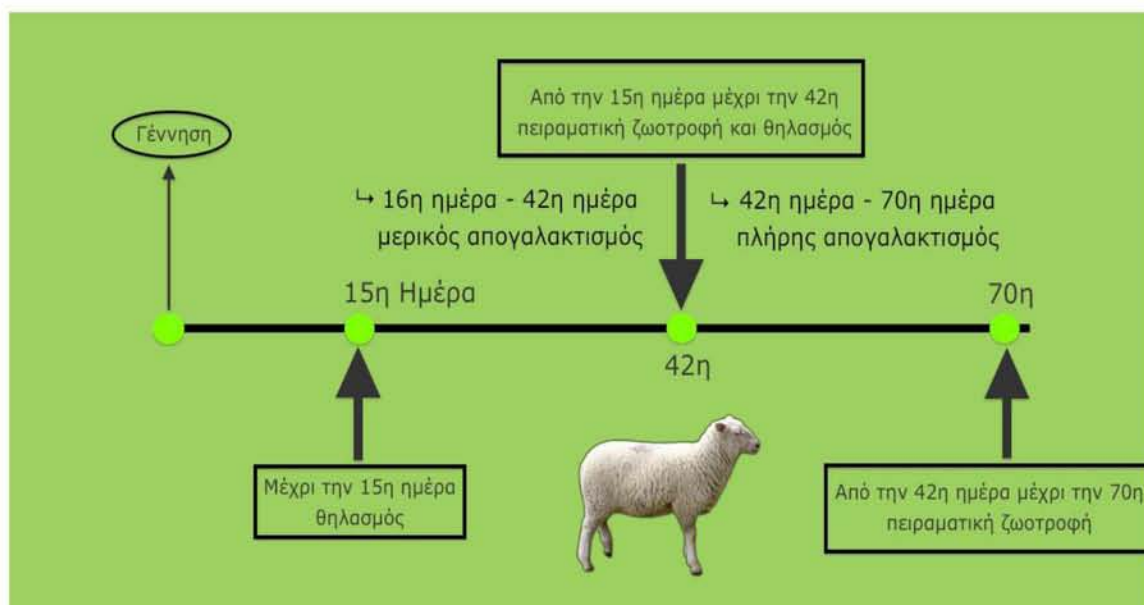 Από την 15η ημέρα μέχρι την 42η
πειραματική ζωοτροφή και θηλασμός
Γέννηση
↳ 16η ημέρα - 42η ημέρα
μερικός απογαλακτισμός
↳ 42η ημέρα - 70η ημέρα
πλήρης απογαλακτισμός
15η Ημέρα
70η
42η
Μέχρι την 15η ημέρα
θηλασμός
Από την 42η ημέρα μέχρι την 70η
πειραματική ζωοτροφή